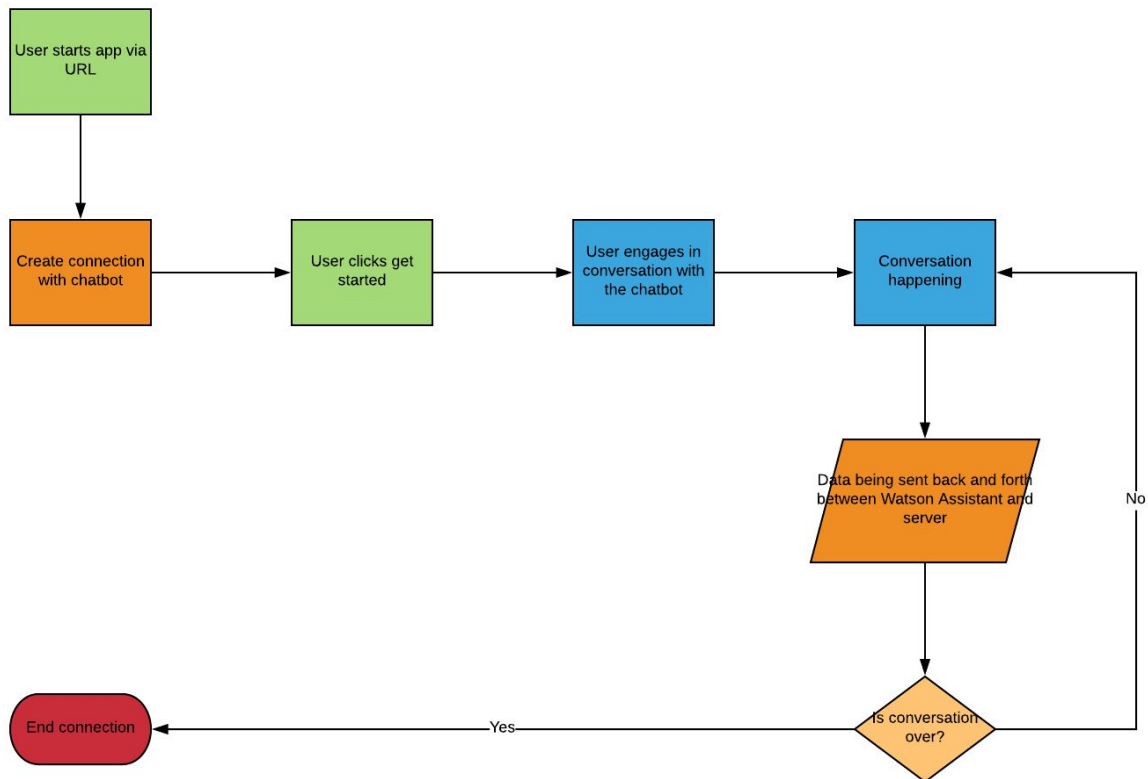 User starts app via
URL
Create connection
with chatbot
User clicks get
started
User engages in
conversation with
the chatbot
Conversation
happening
Data being sent back and forth
between Watson Assistant and
server
No
Is conversation
over?
Yes
End connection